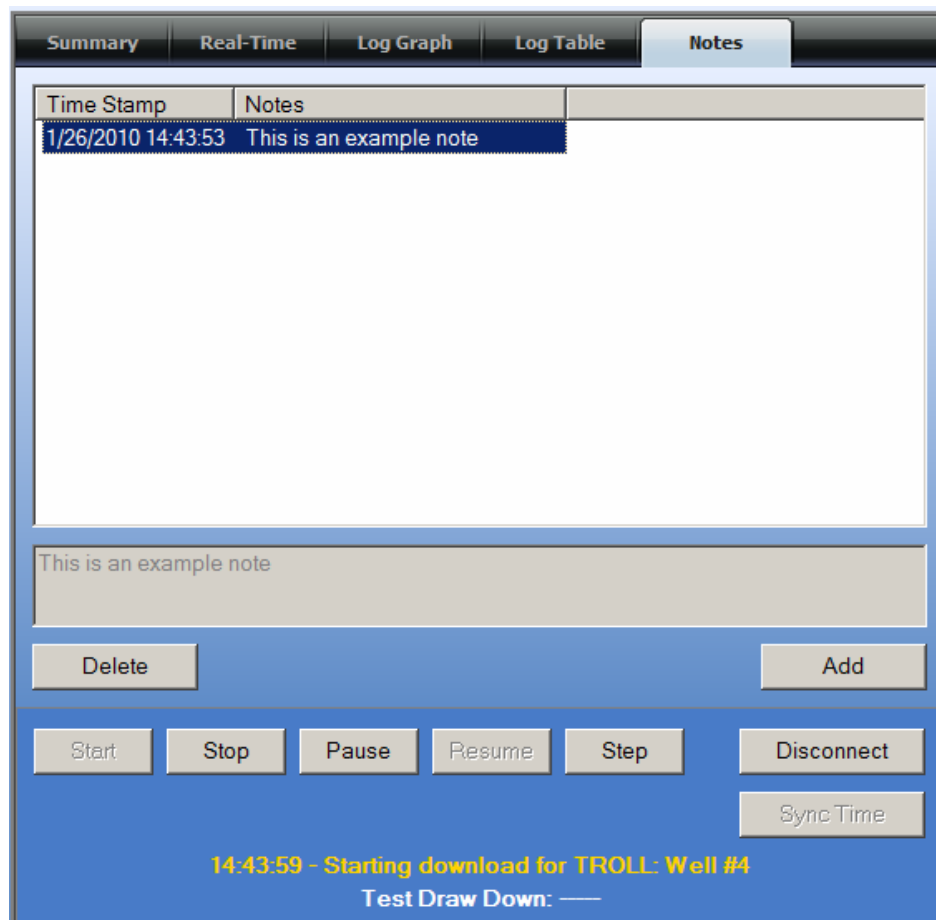 Summary Real-Time Log Graph Log Table Notes
Time Stamp Notes
1/26/2010 14:43:53 This is an example note
This is an example note
Delete Add
Start Stop Pause Resume Step Disconnect
Sync Time
14:43:59 - Starting download for TROLL: Well #4
Test Draw Down: -----